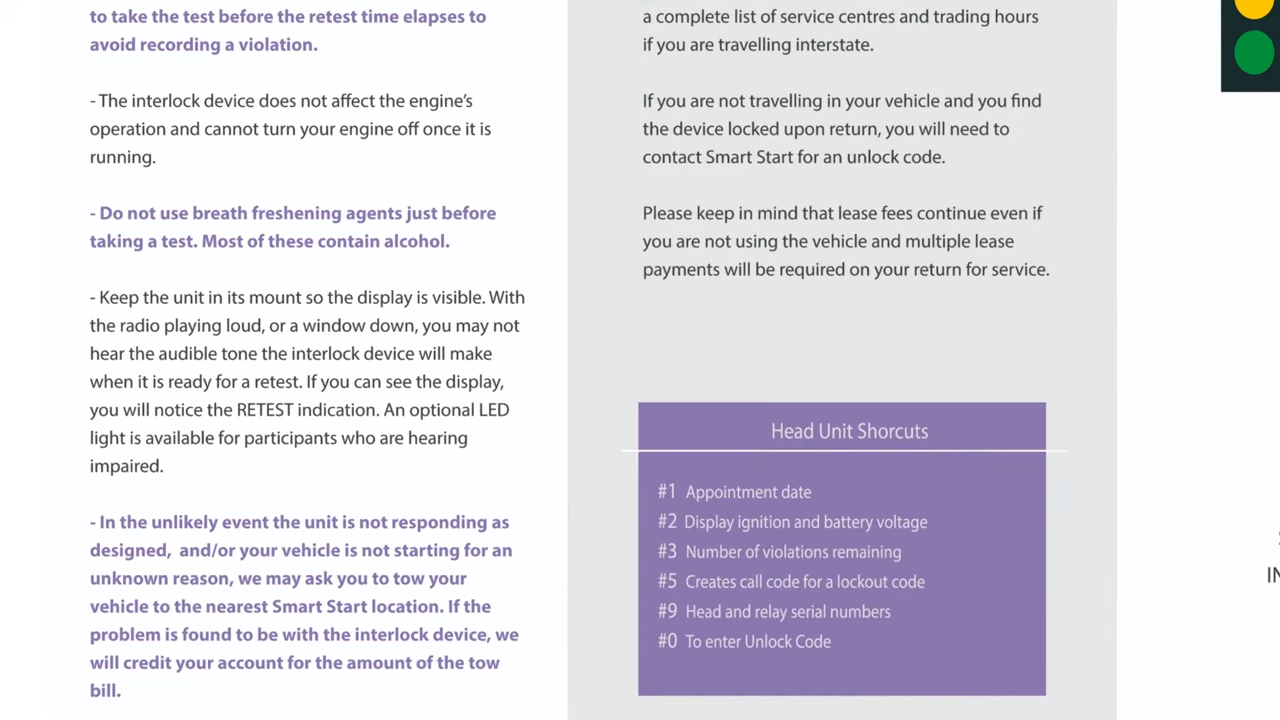 to take the test before the retest time elapses to
avoid recording a violation.
- The interlock device does not affect the engine's
operation and cannot turn your engine off once it is
running.
- Do not use breath freshening agents just before
taking a test. Most of these contain alcohol.
- Keep the unit in its mount so the display is visible. With
the radio playing loud, or a window down, you may not
hear the audible tone the interlock device will make
when it is ready for a retest. If you can see the display,
you will notice the RETEST indication. An optional LED
light is available for participants who are hearing
impaired.
- In the unlikely event the unit is not responding as
designed, and/or your vehicle is not starting for an
unknown reason, we may ask you to tow your
vehicle to the nearest Smart Start location. If the
problem is found to be with the interlock device, we
will credit your account for the amount of the tow
bill.
a complete list of service centres and trading hours
if you are travelling interstate.
If you are not travelling in your vehicle and you find
the device locked upon return, you will need to
contact Smart Start for an unlock code.
Please keep in mind that lease fees continue even if
you are not using the vehicle and multiple lease
payments will be required on your return for service.
Head Unit Shorcuts
#1 Appointment date
#2 Display ignition and battery voltage
#3 Number of violations remaining
#5 Creates call code for a lockout code
#9 Head and relay serial numbers
#0 To enter Unlock Code